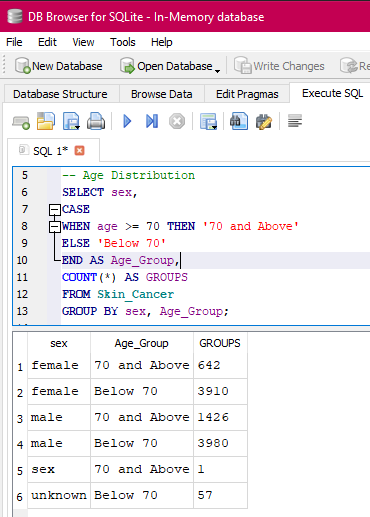 DB Browser for SQLite - In-Memory database
File Edit View Tools Help
New Database Open Database Write Changes Re
Database Structure Browse Data Edit Pragmas Execute SQL
SQL 1*
5 -- Age Distribution
6 SELECT sex,
7 CASE
8 WHEN age >= 70 THEN '70 and Above'
9 ELSE 'Below 70'
10 END AS Age_Group,
11 COUNT(*) AS GROUPS
12 FROM Skin_Cancer
13 GROUP BY sex, Age_Group;
sex Age_Group GROUPS
1 female 70 and Above 642
2 female Below 70 3910
3 male 70 and Above 1426
4 male Below 70 3980
5 sex 70 and Above 1
6 unknown Below 70 57